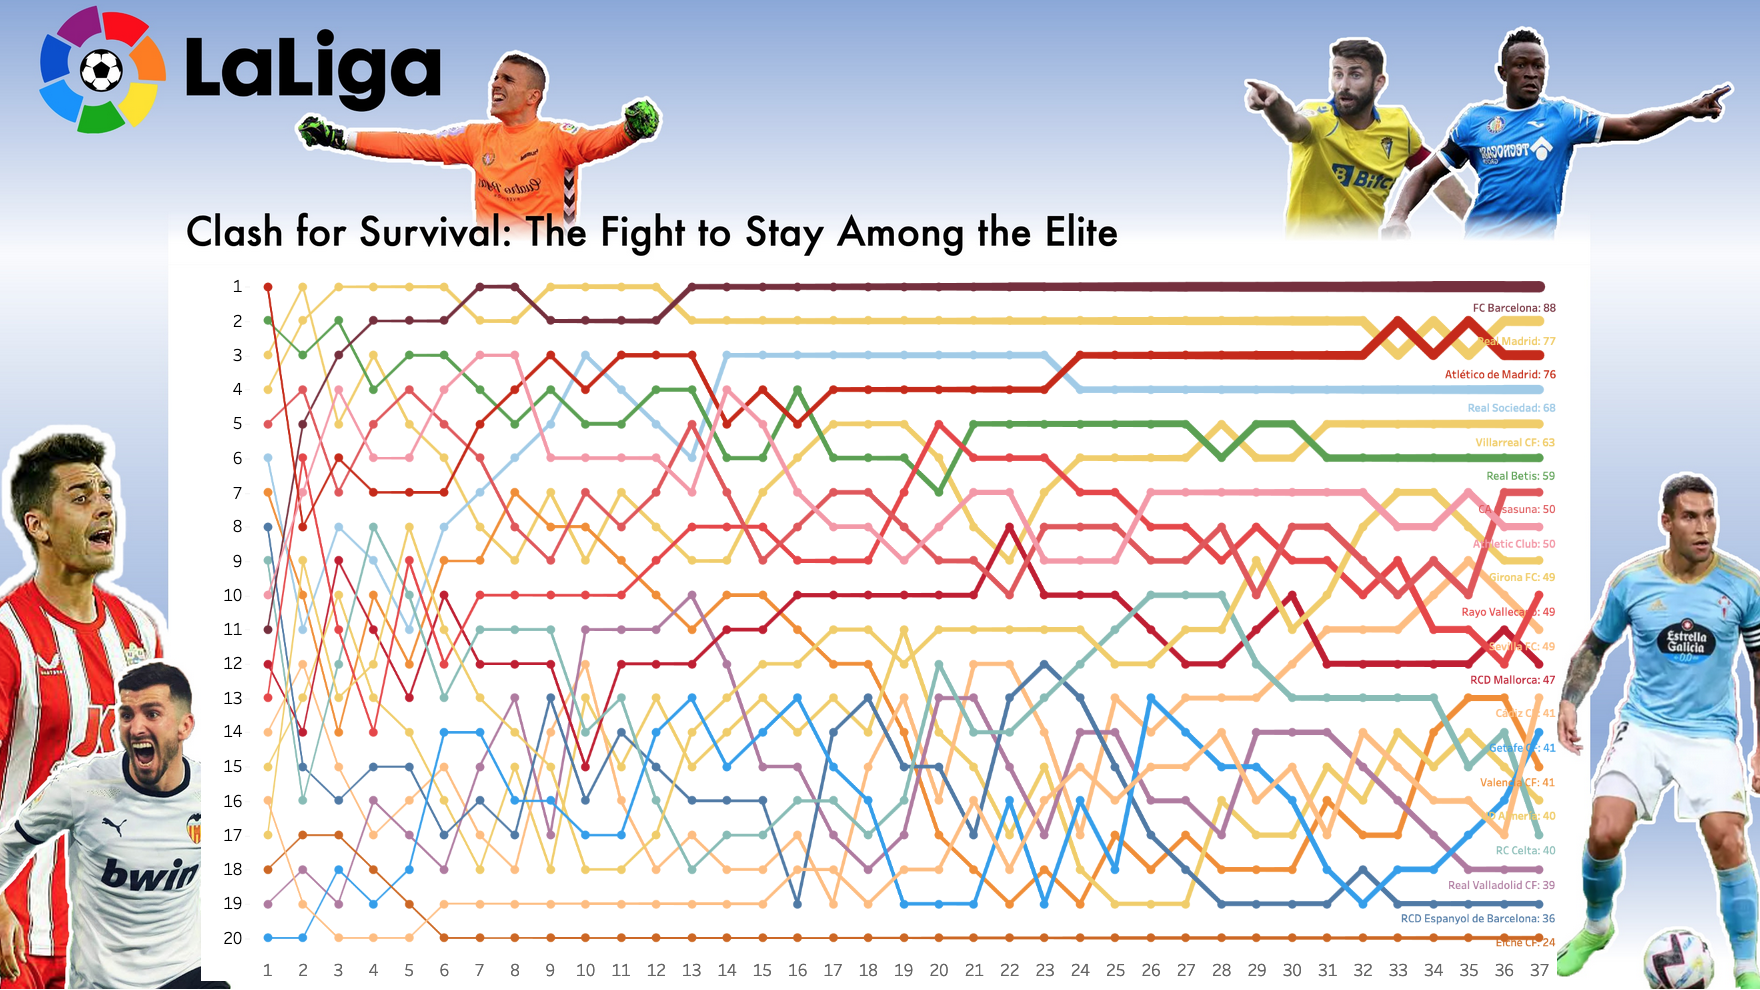 LaLiga
Clash for Survival: The Fight to Stay Among the Elite
1
2
3
4
5
6
7
8
9
10
11
12
13
14
15
16
17
18
19
20
FC Barcelona: 88
Real Madrid: 77
Atlético de Madrid: 76
Real Sociedad: 68
Villarreal CF: 63
Real Betis: 59
CA Osasuna: 50
Athletic Club: 50
Girona FC: 49
Rayo Vallecano: 49
Sevilla FC: 49
RCD Mallorca: 47
Cádiz CF: 41
Getafe CF: 41
Valencia CF: 41
Almería: 40
RC Celta: 40
Real Valladolid CF: 39
RCD Espanyol de Barcelona: 36
Elche CF: 24
1 2 3 4 5 6 7 8 9 10 11 12 13 14 15 16 17 18 19 20 21 22 23 24 25 26 27 28 29 30 31 32 33 34 35 36 37
bwin
Estrella
Galicia
0,0